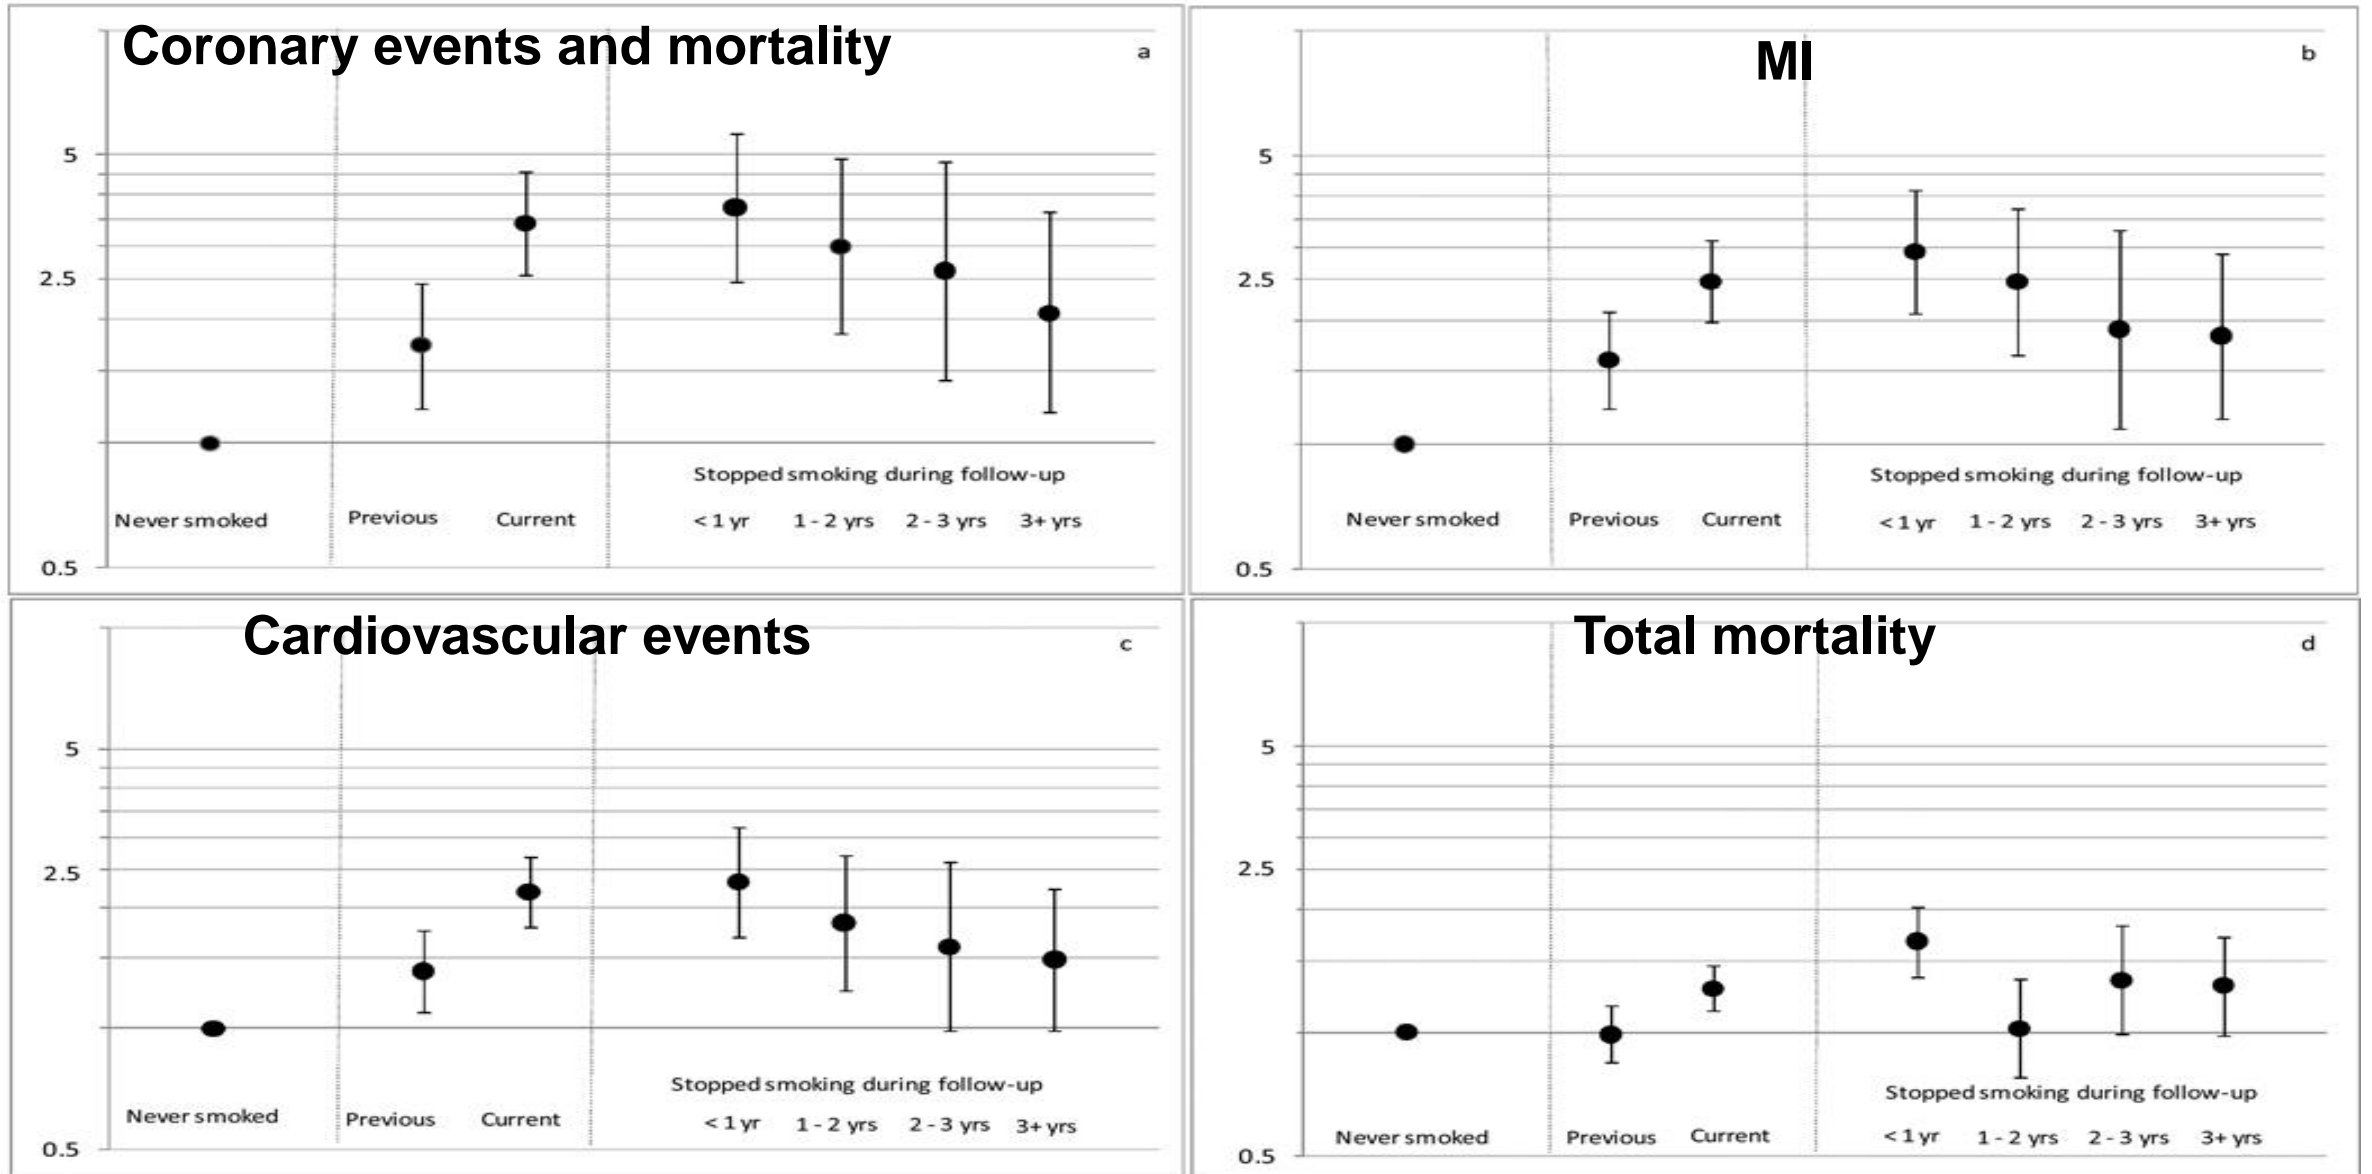 Coronary events and mortality
a
5
2.5
Stopped smoking during follow-up
Never smoked Previous Current < 1 yr 1 - 2 yrs 2 - 3 yrs 3+ yrs
0.5
MI
b
5
2.5
Stopped smoking during follow-up
Never smoked Previous Current < 1 yr 1 - 2 yrs 2 - 3 yrs 3+ yrs
0.5
Cardiovascular events
c
5
2.5
Stopped smoking during follow-up
Never smoked Previous Current < 1 yr 1 - 2 yrs 2 - 3 yrs 3+ yrs
0.5
Total mortality
d
5
2.5
Stopped smoking during follow-up
Never smoked Previous Current < 1 yr 1 - 2 yrs 2 - 3 yrs 3+ yrs
0.5